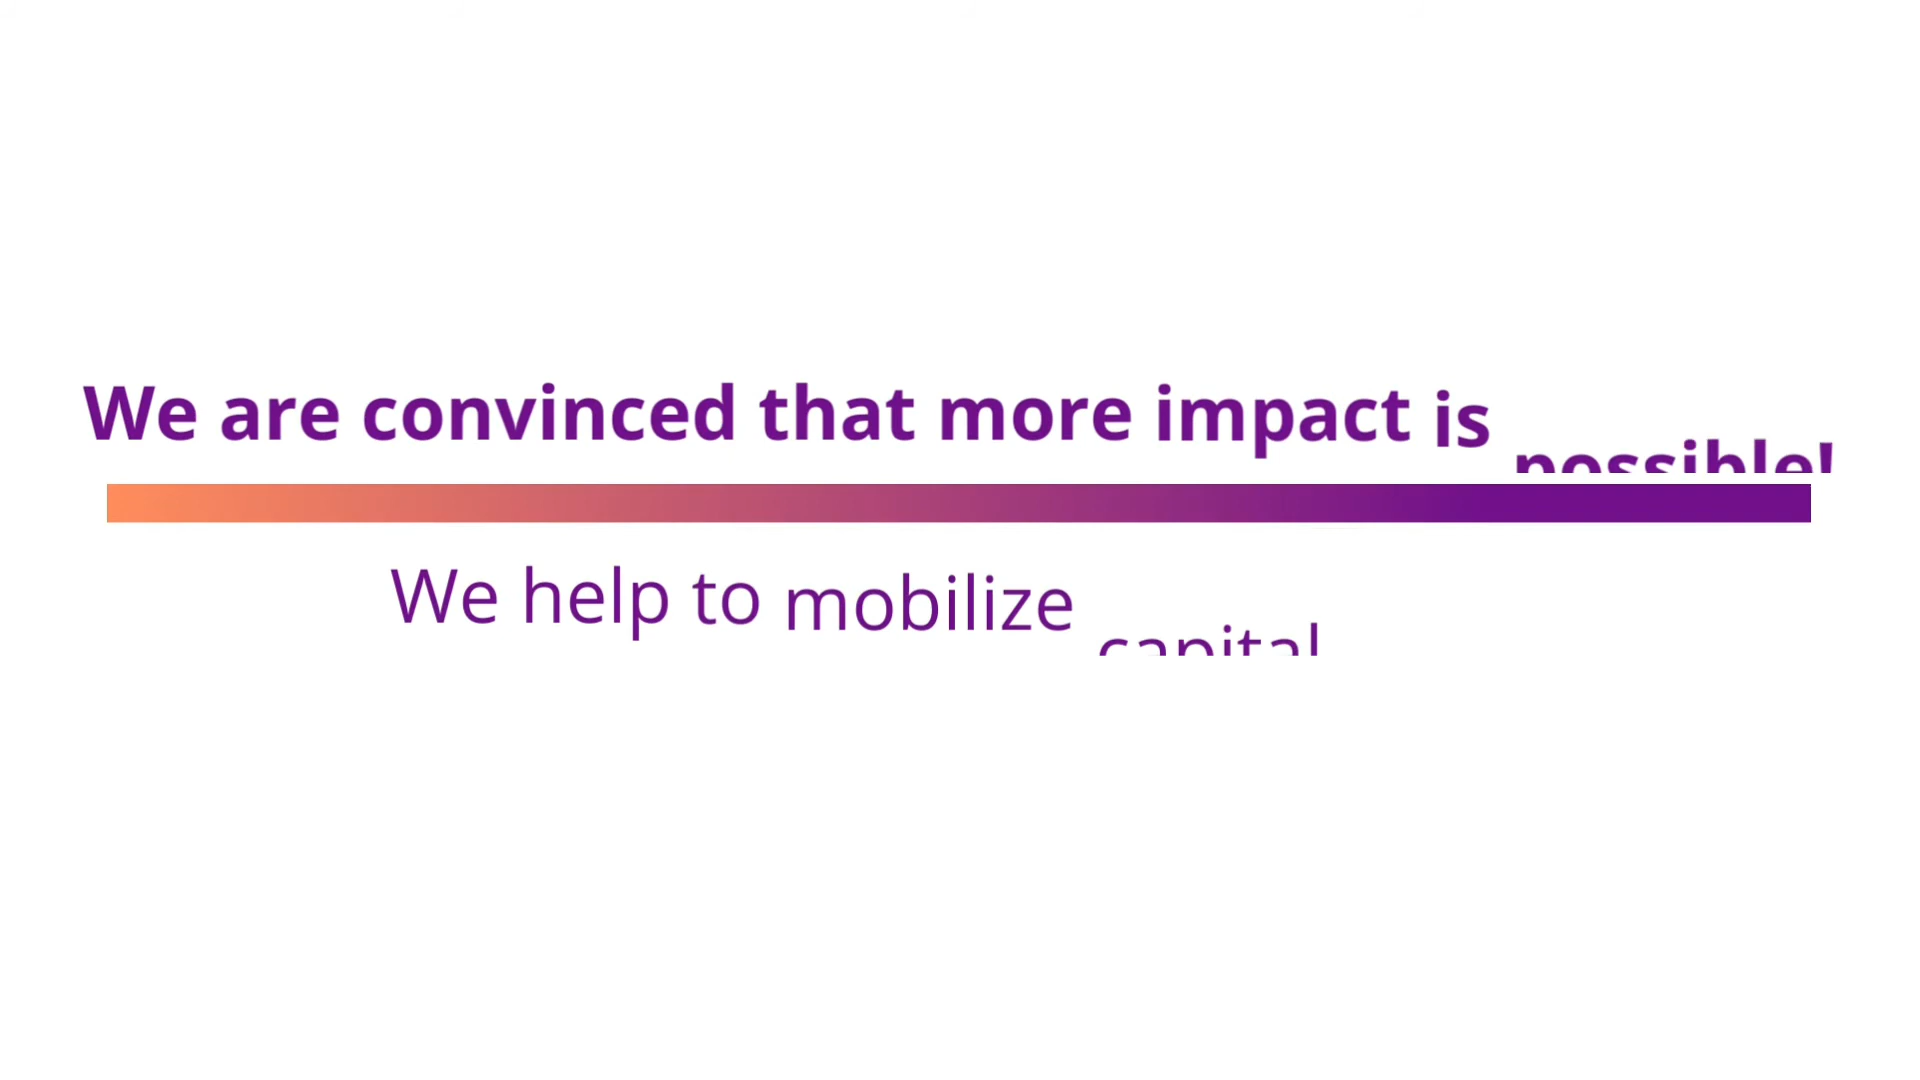 We are convinced that more impact is possible!
We help to mobilize capital